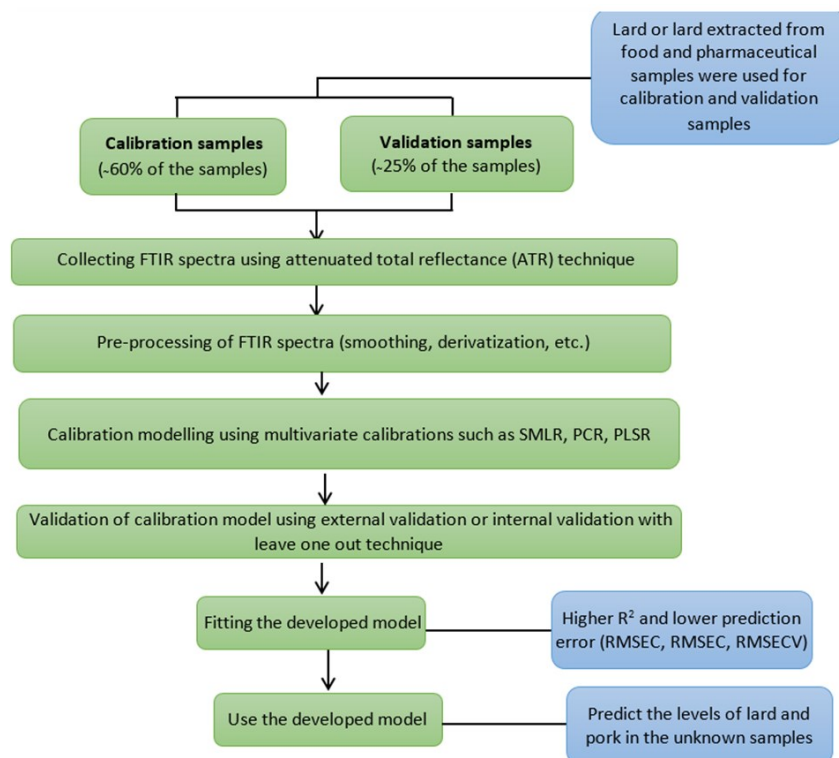 Lard or lard extracted from
food and pharmaceutical
samples were used for
calibration and validation
samples
Calibration samples
(~60% of the samples)
Validation samples
(~25% of the samples)
Collecting FTIR spectra using attenuated total reflectance (ATR) technique
Pre-processing of FTIR spectra (smoothing, derivatization, etc.)
Calibration modelling using multivariate calibrations such as SMLR, PCR, PLSR
Validation of calibration model using external validation or internal validation with
leave one out technique
Fitting the developed model
Higher R² and lower prediction
error (RMSEC, RMSEC, RMSECV)
Use the developed model
Predict the levels of lard and
pork in the unknown samples